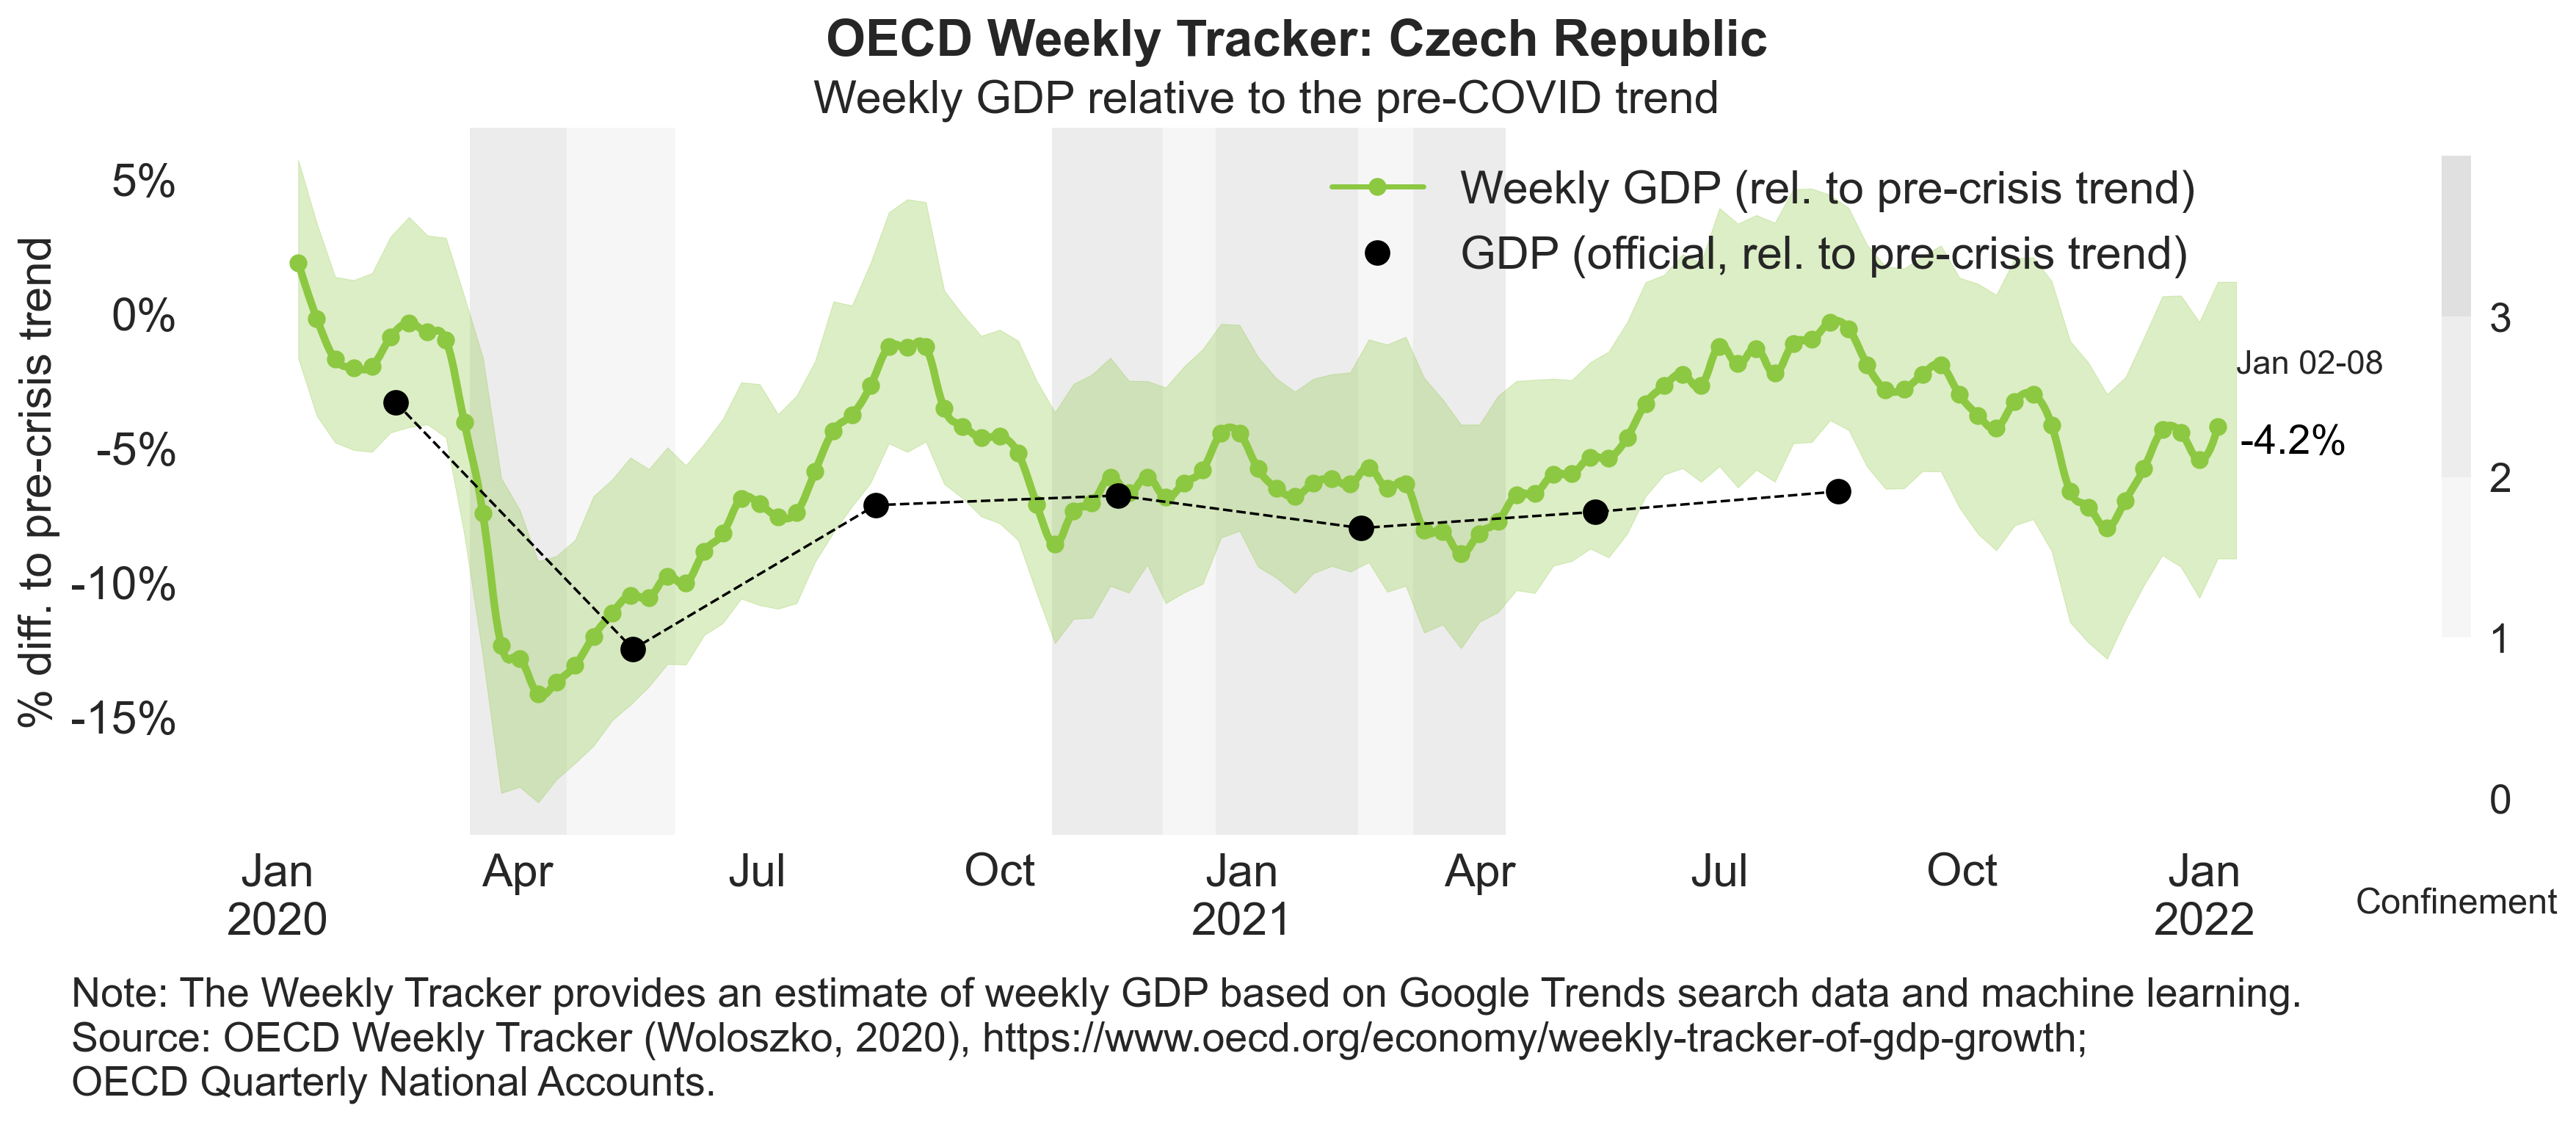 OECD Weekly Tracker: Czech Republic
Weekly GDP relative to the pre-COVID trend
% diff. to pre-crisis trend
5%
0%
-5%
-10%
-15%
Weekly GDP (rel. to pre-crisis trend)
GDP (official, rel. to pre-crisis trend)
Jan 02-08
-4.2%
3
2
1
0
Confinement
Jan Apr Jul Oct Jan Apr Jul Oct Jan
2020 2021 2022
Note: The Weekly Tracker provides an estimate of weekly GDP based on Google Trends search data and machine learning.
Source: OECD Weekly Tracker (Woloszko, 2020), https://www.oecd.org/economy/weekly-tracker-of-gdp-growth;
OECD Quarterly National Accounts.